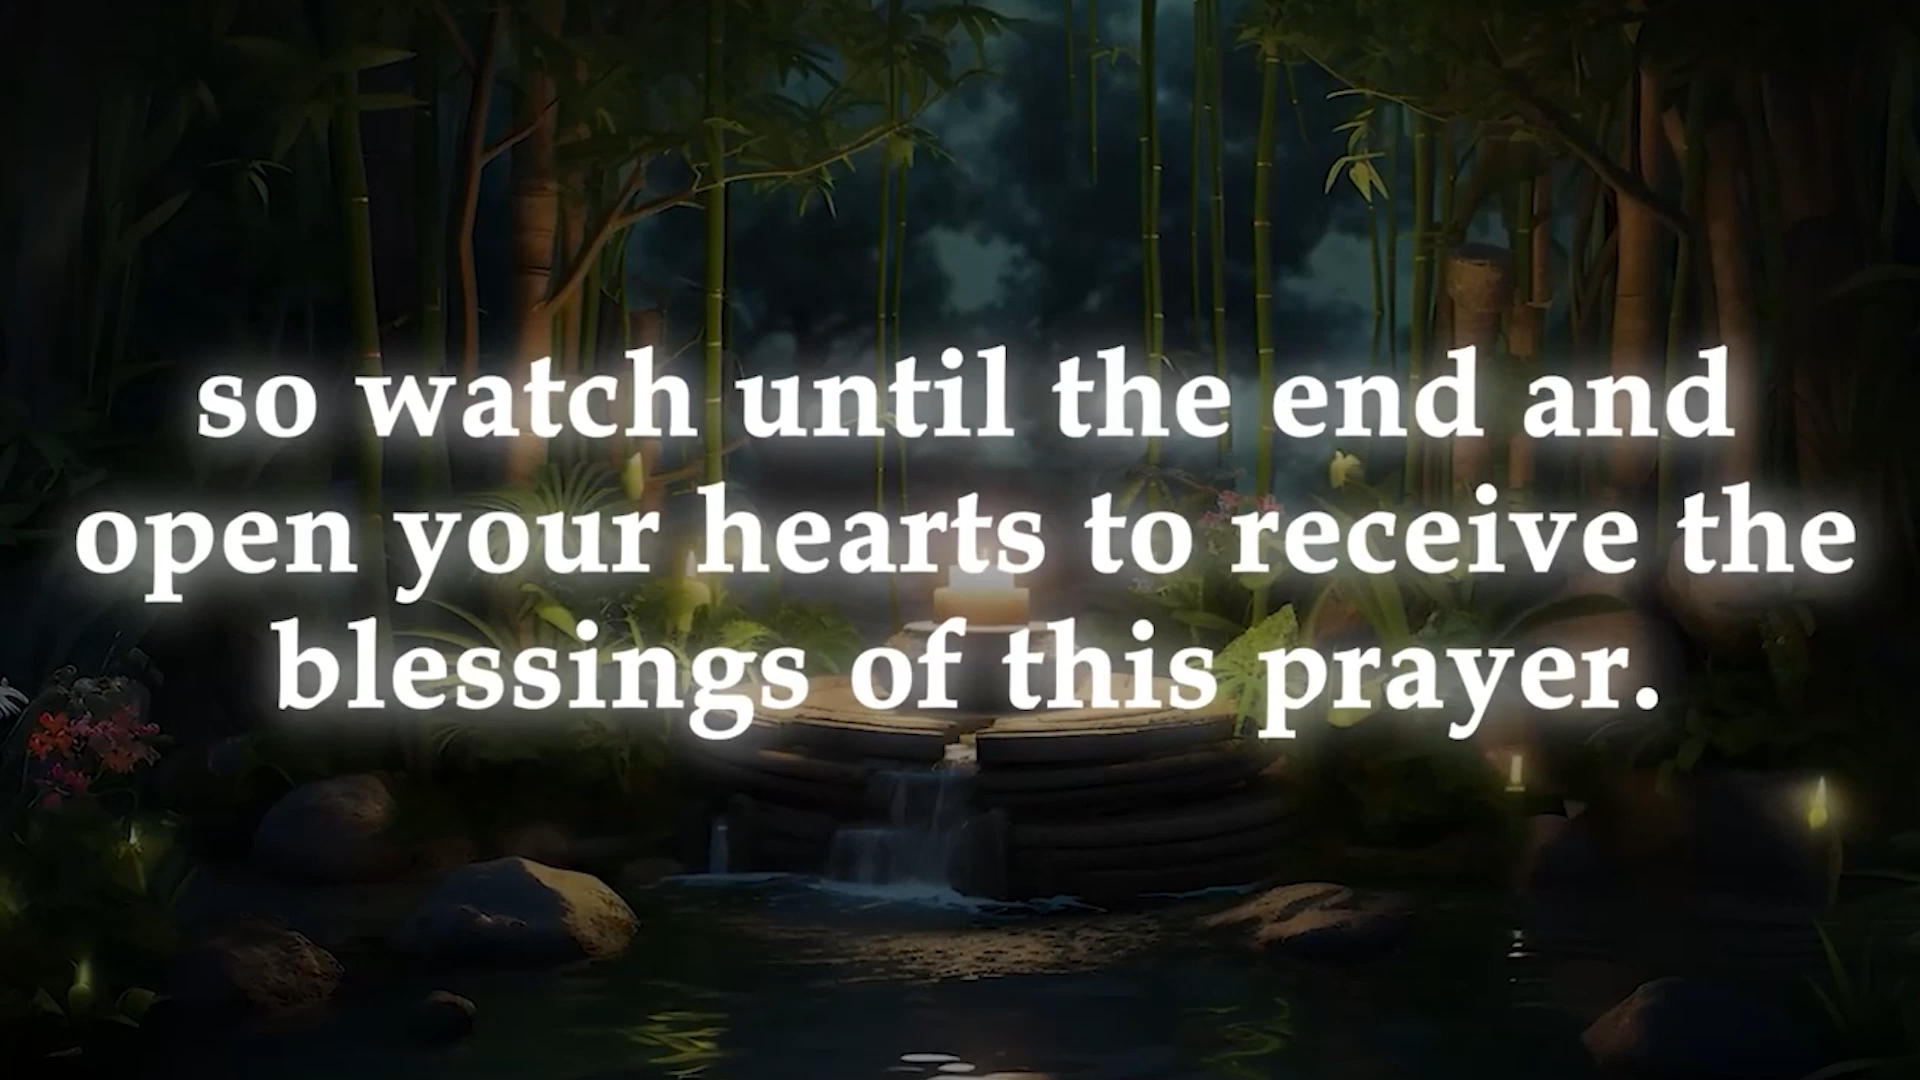 so watch until the end and
open your hearts to receive the
blessings of this prayer.